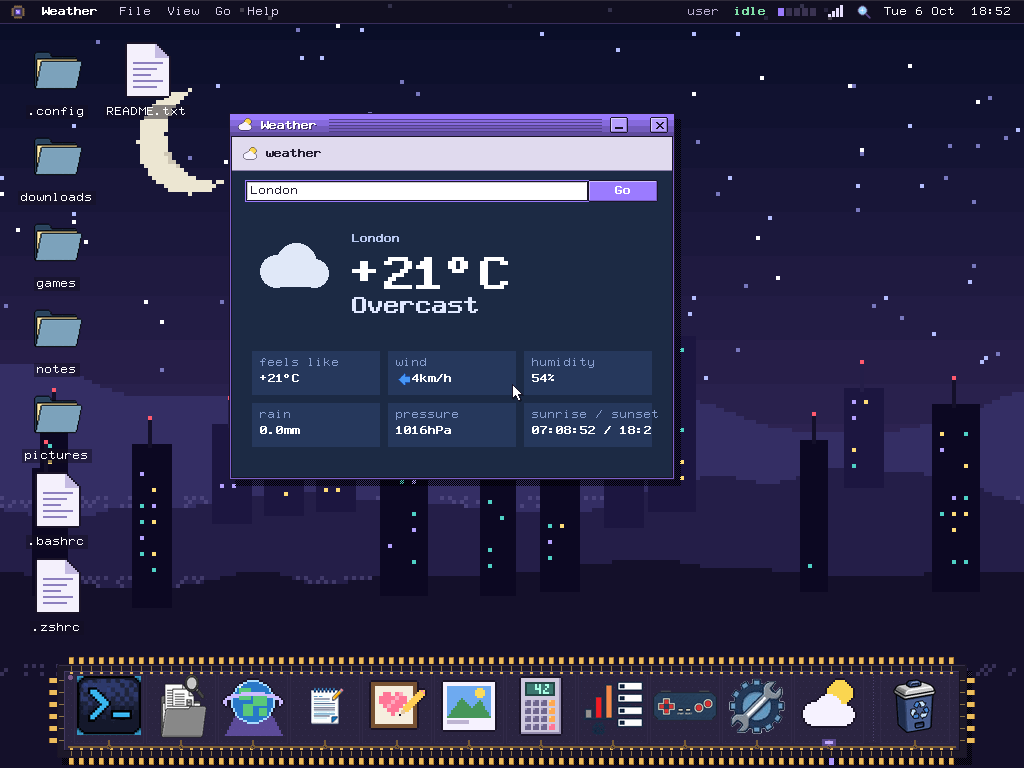 Weather File View Go Help user idle Tue 6 Oct 18:52
.config
README.txt
downloads
games
notes
pictures
.bashrc
.zshrc
Weather
weather
London Go
London
+21°C
Overcast
feels like wind humidity
+21°C 4km/h 54%
rain pressure sunrise / sunset
0.0mm 1016hPa 07:08:52 / 18:2
42